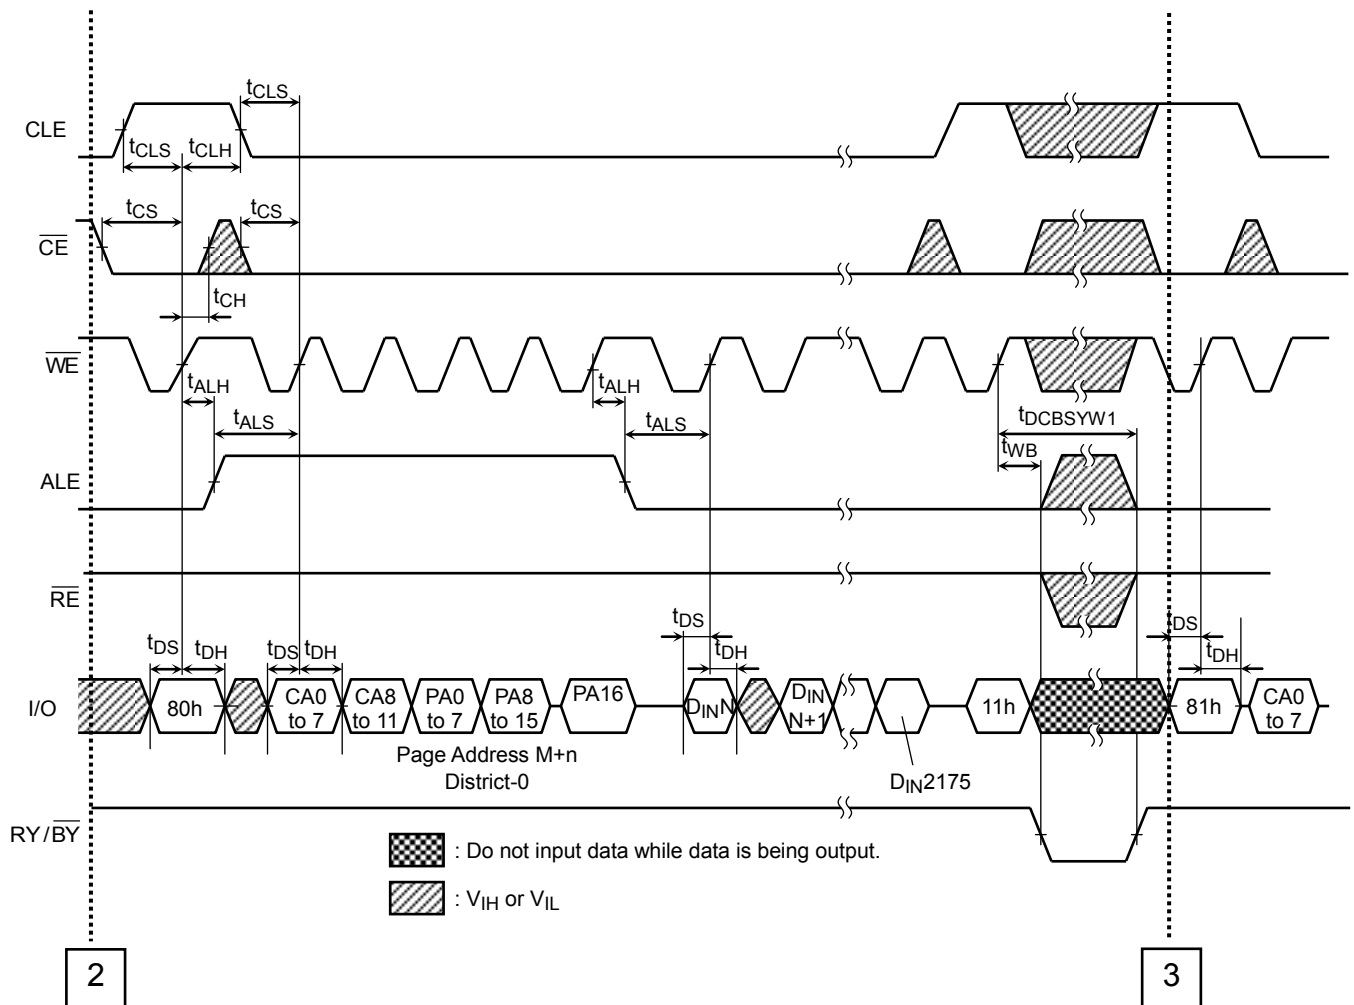 CLE
tCLS
tCLS tCLH
CE
tCS tCS
tCH
WE
tALH
tALS
tALH
tALS
tDCBSYW1
tWB
ALE
RE
I/O
tDS tDH tDS tDH
tDS
tDH
tDS
tDH
80h
CA0
to 7
CA8
to 11
PA0
to 7
PA8
to 15
PA16
DINN
DIN
N+1
11h
81h
CA0
to 7
Page Address M+n
District-0
DIN2175
RY/BY
: Do not input data while data is being output.
: VIH or VIL
2
3